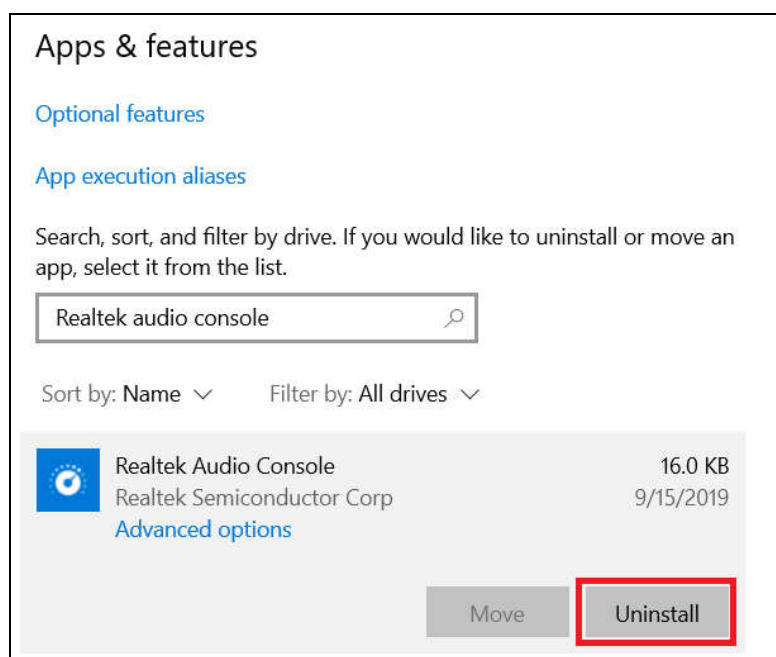 Apps & features
Optional features
App execution aliases
Search, sort, and filter by drive. If you would like to uninstall or move an
app, select it from the list.
Realtek audio console
Sort by: Name
Filter by: All drives
Realtek Audio Console
16.0 KB
Realtek Semiconductor Corp
9/15/2019
Advanced options
Move
Uninstall